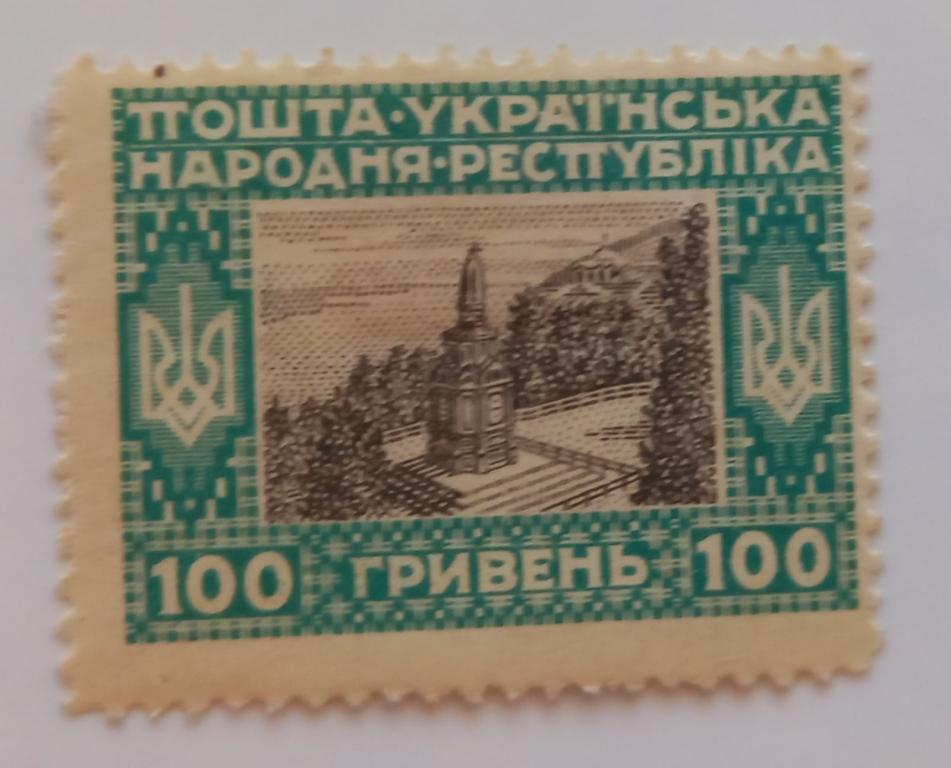 ПОШТА·УКРАЇНСЬКА
НАРОДНЯ·РЕСПУБЛІКА
100 ГРИВЕНЬ 100